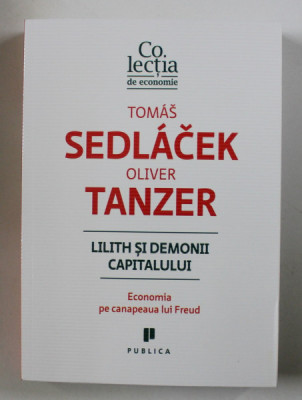 Co.
lecția
de economie
TOMÁŠ
SEDLÁČEK
OLIVER
TANZER
LILITH ȘI DEMONII
CAPITALULUI
Economia
pe canapeaua lui Freud
PUBLICA